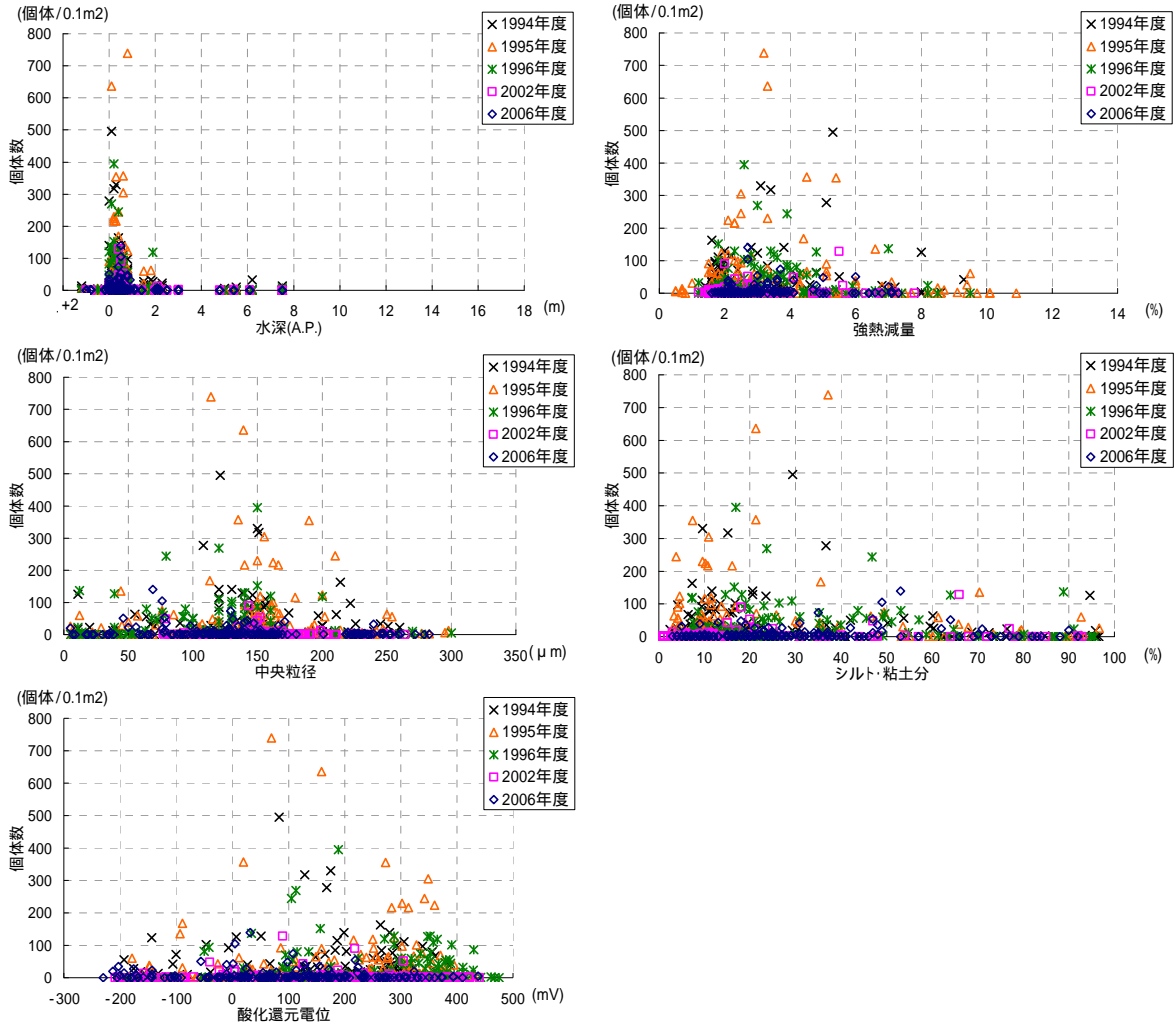 (個体/0.1m2)
800
700
600
500
400
300
200
100
0
個体数
+2 0 2 4 6 8 10 12 14 16 18 (m)
水深(A.P.)
1994年度
1995年度
1996年度
2002年度
2006年度
(個体/0.1m2)
800
700
600
500
400
300
200
100
0
個体数
0 2 4 6 8 10 12 14 (%)
強熱減量
1994年度
1995年度
1996年度
2002年度
2006年度
(個体/0.1m2)
800
700
600
500
400
300
200
100
0
個体数
0 50 100 150 200 250 300 350 (μm)
中央粒径
1994年度
1995年度
1996年度
2002年度
2006年度
(個体/0.1m2)
800
700
600
500
400
300
200
100
0
個体数
0 10 20 30 40 50 60 70 80 90 100 (%)
シルト・粘土分
1994年度
1995年度
1996年度
2002年度
2006年度
(個体/0.1m2)
800
700
600
500
400
300
200
100
0
個体数
-300 -200 -100 0 100 200 300 400 500 (mV)
酸化還元電位
1994年度
1995年度
1996年度
2002年度
2006年度